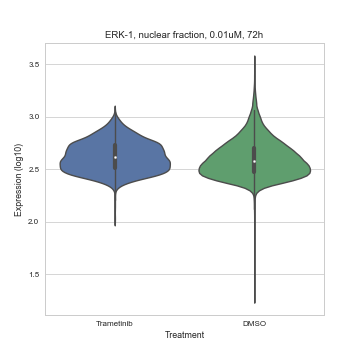 ERK-1, nuclear fraction, 0.01uM, 72h
3.5
3.0
2.5
2.0
1.5
Expression (log10)
Trametinib
DMSO
Treatment